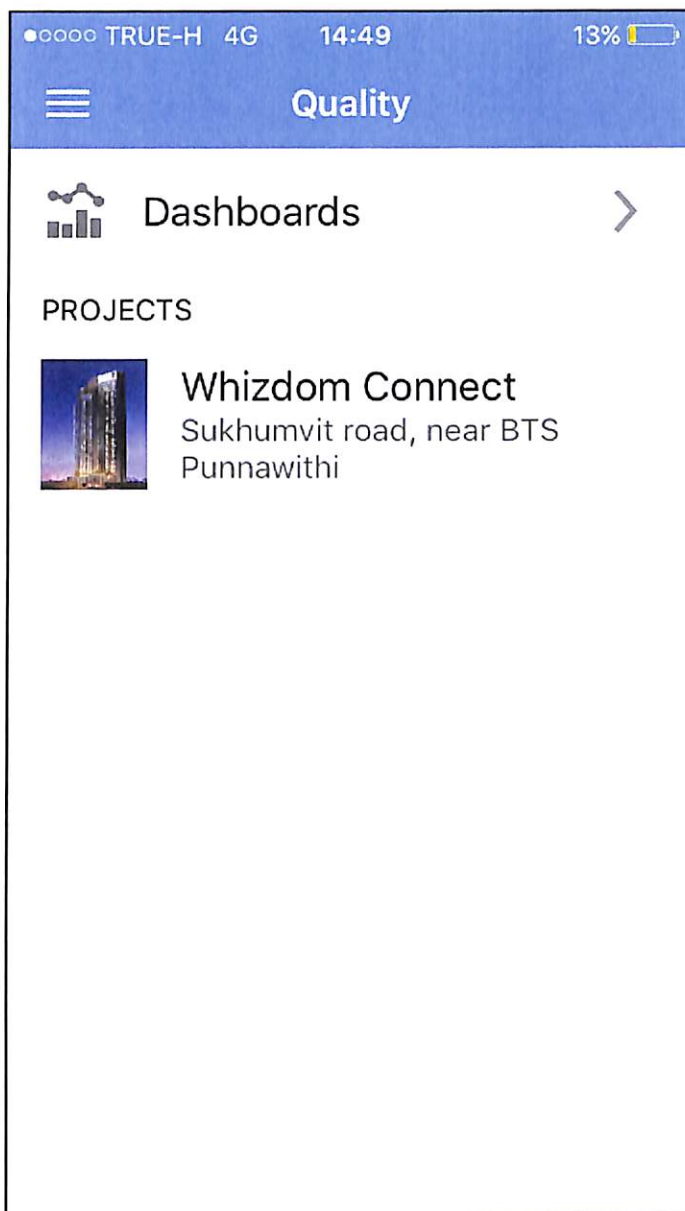 TRUE-H 4G 14:49 13%
Quality
Dashboards
PROJECTS
Whizdom Connect
Sukhumvit road, near BTS
Punnawithi